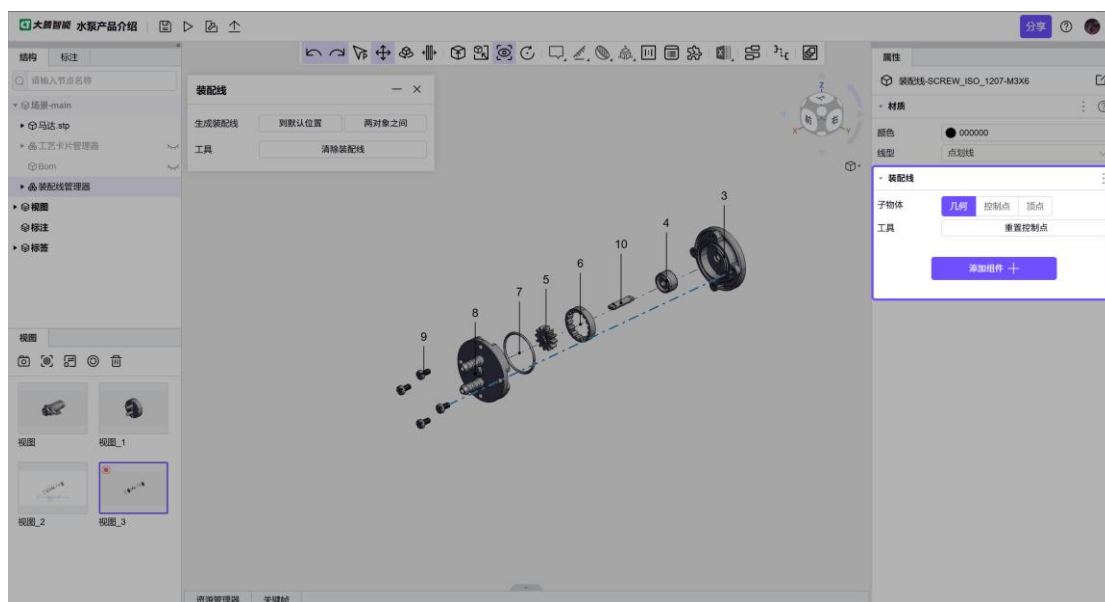 大腾智能 水泵产品介绍
分享
结构 标注
请输入节点名称
场景-main
马达.stp
工艺卡片管理器
Bom
装配线管理器
视图
标注
标签
视图
视图
视图_1
视图_2
视图_3
装配线
生成装配线 到默认位置 两对象之间
工具 清除装配线
Z
X
Y
前 右
3
4
10
6
5
7
8
9
资源管理器 关键帧
属性
装配线-SCREW_ISO_1207-M3X6
材质
颜色 000000
线型 点划线
装配线
子物体 几何 控制点 顶点
工具 重置控制点
添加组件